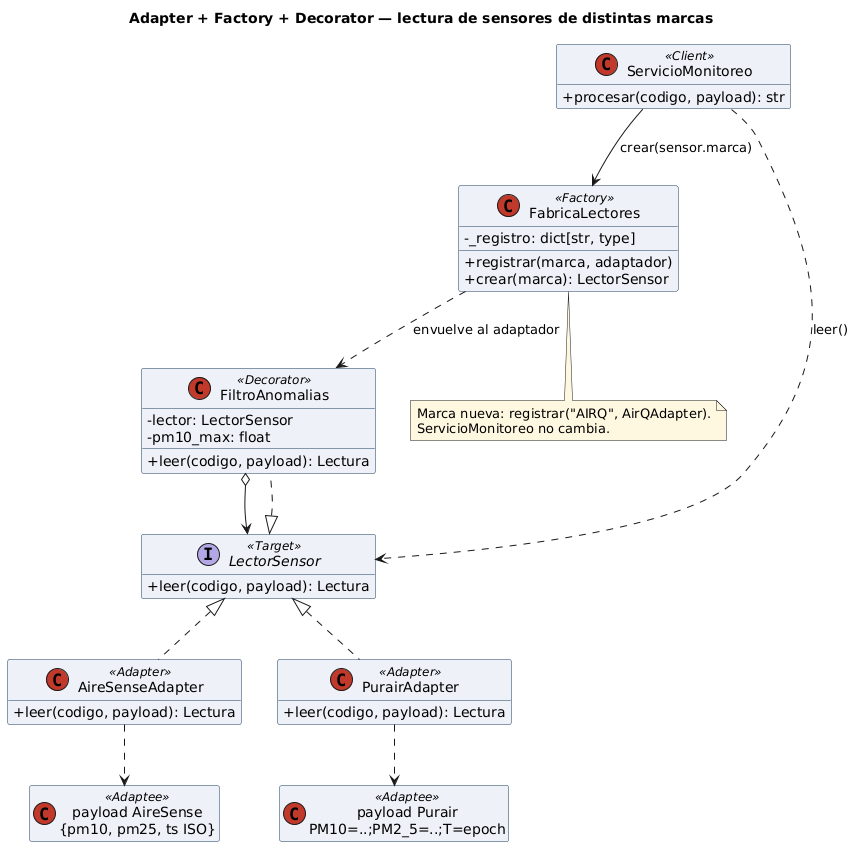 Adapter + Factory + Decorator — lectura de sensores de distintas marcas
«Client»
C
ServicioMonitoreo
+procesar(codigo, payload): str
crear(sensor.marca)
«Factory»
C
FabricaLectores
-_registro: dict[str, type]
+registrar(marca, adaptador)
+crear(marca): LectorSensor
envuelve al adaptador
leer()
«Decorator»
C
FiltroAnomalias
-lector: LectorSensor
-pm10_max: float
+leer(codigo, payload): Lectura
Marca nueva: registrar("AIRQ", AirQAdapter).
ServicioMonitoreo no cambia.
«Target»
I
LectorSensor
+leer(codigo, payload): Lectura
«Adapter»
C
AireSenseAdapter
+leer(codigo, payload): Lectura
«Adapter»
C
PurairAdapter
+leer(codigo, payload): Lectura
«Adaptee»
C
payload AireSense
{pm10, pm25, ts ISO}
«Adaptee»
C
payload Purair
PM10=..;PM2_5=..;T=epoch